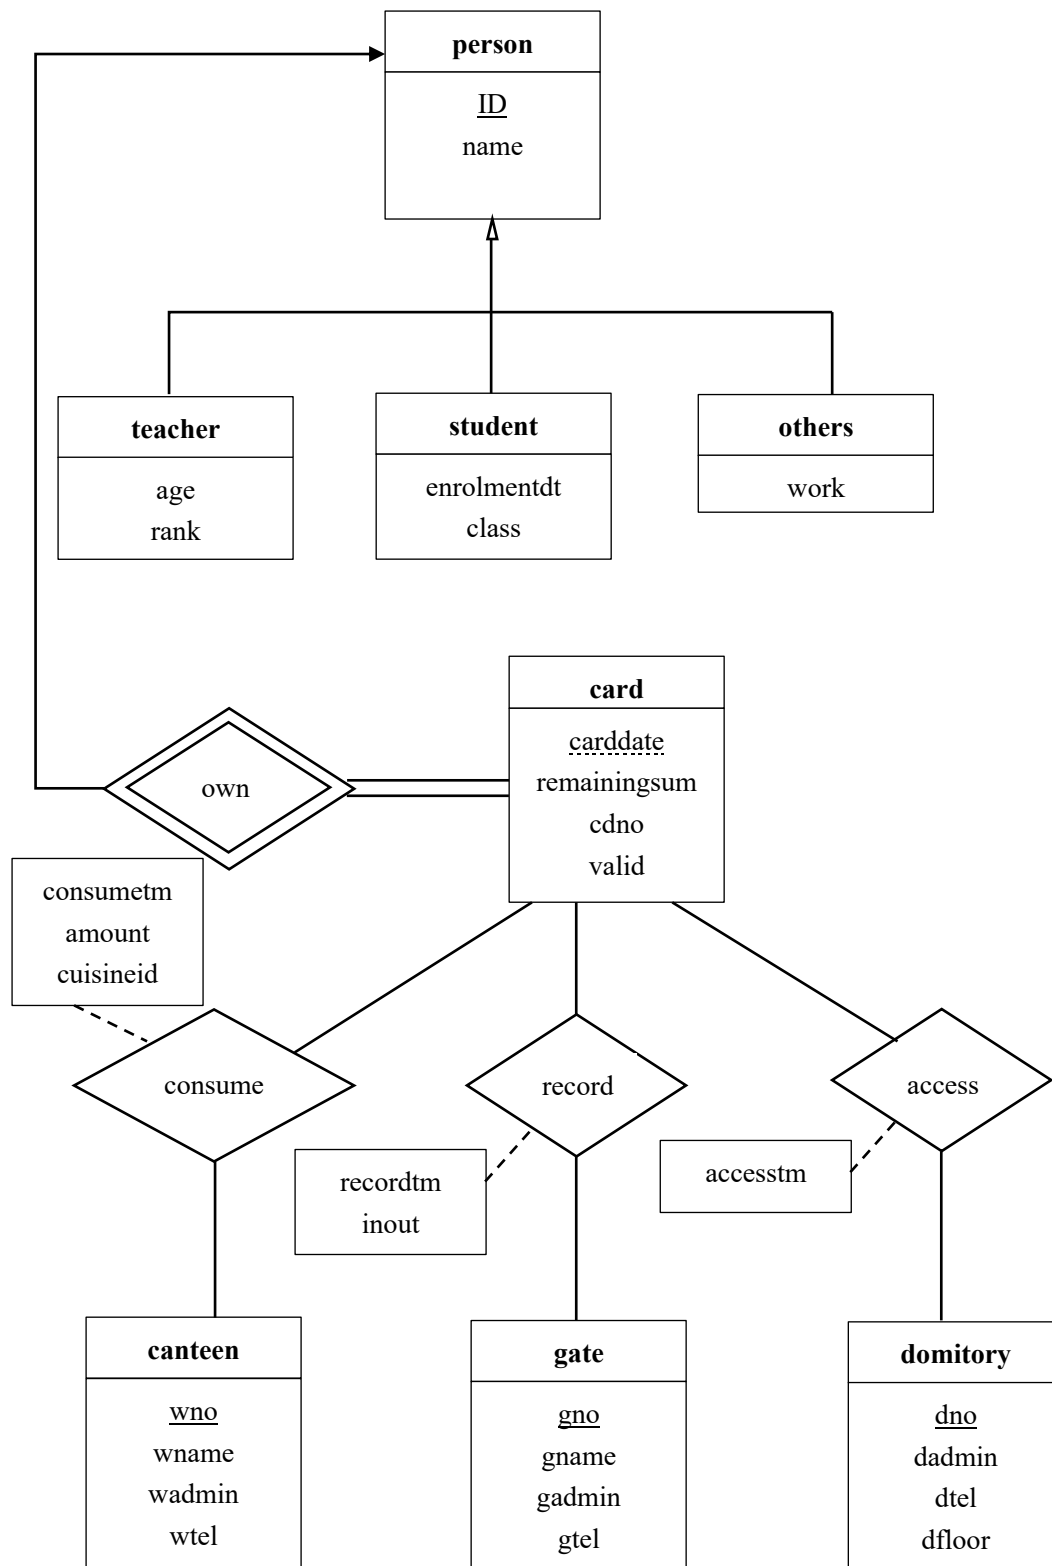 person
ID
name
teacher
age
rank
student
enrolmentdt
class
others
work
card
carddate
remainingsum
cdno
valid
own
consumetm
amount
cuisineid
consume
record
access
recordtm
inout
accesstm
canteen
wno
wname
wadmin
wtel
gate
gno
gname
gadmin
gtel
domitory
dno
dadmin
dtel
dfloor